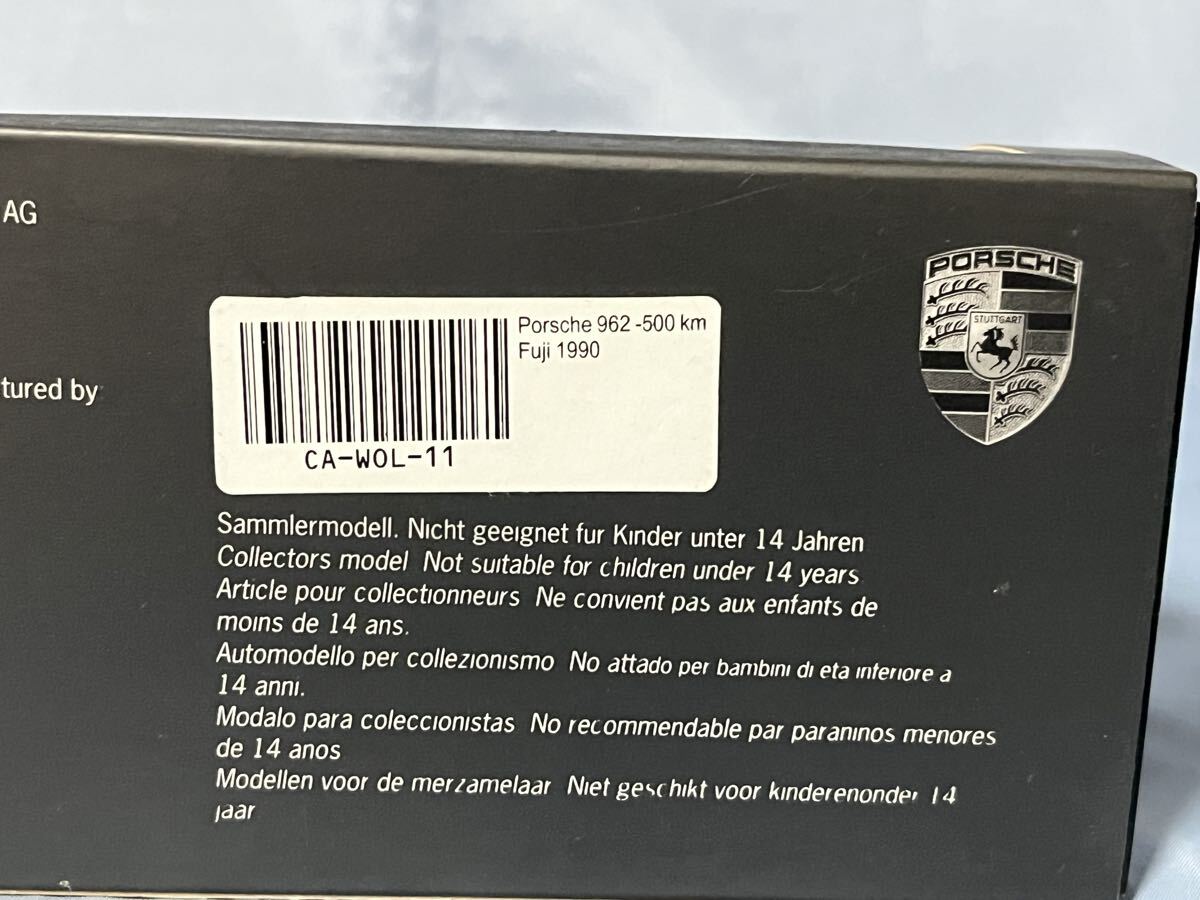 AG
PORSCHE
STUTTGART
Porsche 962 -500 km
Fuji 1990
tured by
CA-WOL-11
Sammlermodell. Nicht geeignet fur Kinder unter 14 Jahren
Collectors model Not suitable for children under 14 years
Article pour collectionneurs Ne convient pas aux enfants de
moins de 14 ans.
Automodello per collezionismo No attado per bambini di eta inferiore a
14 anni.
Modalo para coleccionistas No recommendable par paraninos menores
de 14 anos
Modellen voor de merzamelaar Niet geschikt voor kinderenonder 14
jaar